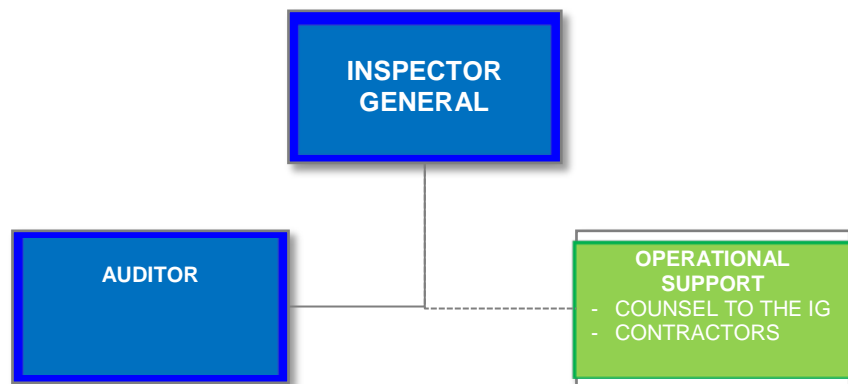 INSPECTOR
GENERAL
AUDITOR
OPERATIONAL
SUPPORT
- COUNSEL TO THE IG
- CONTRACTORS